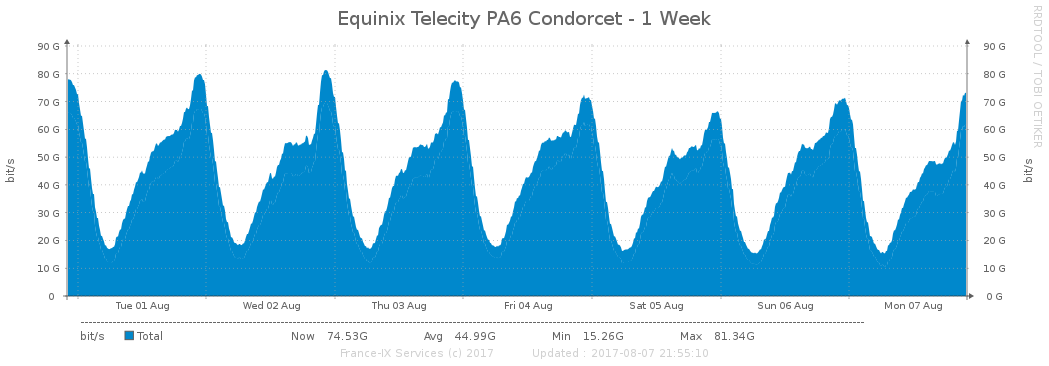 Equinix Telecity PA6 Condorcet - 1 Week
RRDTOOL / TOBI OETIKER
bit/s
90 G
80 G
70 G
60 G
50 G
40 G
30 G
20 G
10 G
0
90 G
80 G
70 G
60 G
50 G
40 G
30 G
20 G
10 G
0 G
bit/s
Tue 01 Aug Wed 02 Aug Thu 03 Aug Fri 04 Aug Sat 05 Aug Sun 06 Aug Mon 07 Aug
bit/s Total Now 74.53G Avg 44.99G Min 15.26G Max 81.34G
France-IX Services (c) 2017 Updated : 2017-08-07 21:55:10